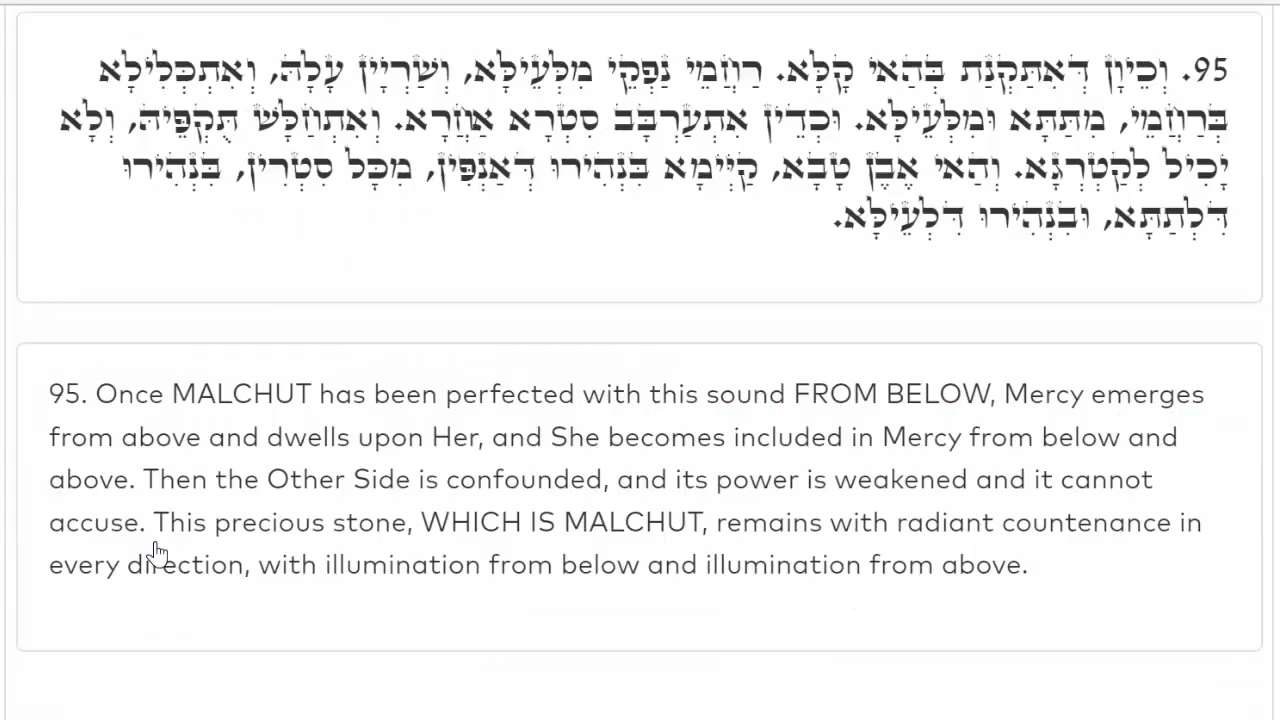 95. וְכֵיוָן דְּאִתַּקְנַת בְּהַאי קָלָא. רַחֲמֵי נַפְקֵי מִלְּעֵילָּא, וְשַׁרְיָין עָלָהּ, וְאִתְכְּלִילָא
בְּרַחֲמֵי, מִתַּתָּא וּמִלְּעֵילָּא. וּכְדֵין אִתְעַרְבָּב סִטְרָא אַחֲרָא. וְאִתְחַלָּשׁ תֻּקְפֵּיהּ, וְלָא
יָכִיל לְקַטְרְגָא. וְהַאי אֶבֶן טָבָא, קַיְּימָא בִּנְהִירוּ דְּאַנְפִּין, מִכָּל סִטְרִין, בִּנְהִירוּ
דִּלְתַתָּא, וּבִנְהִירוּ דִּלְעֵילָּא.
95. Once MALCHUT has been perfected with this sound FROM BELOW, Mercy emerges
from above and dwells upon Her, and She becomes included in Mercy from below and
above. Then the Other Side is confounded, and its power is weakened and it cannot
accuse. This precious stone, WHICH IS MALCHUT, remains with radiant countenance in
every direction, with illumination from below and illumination from above.